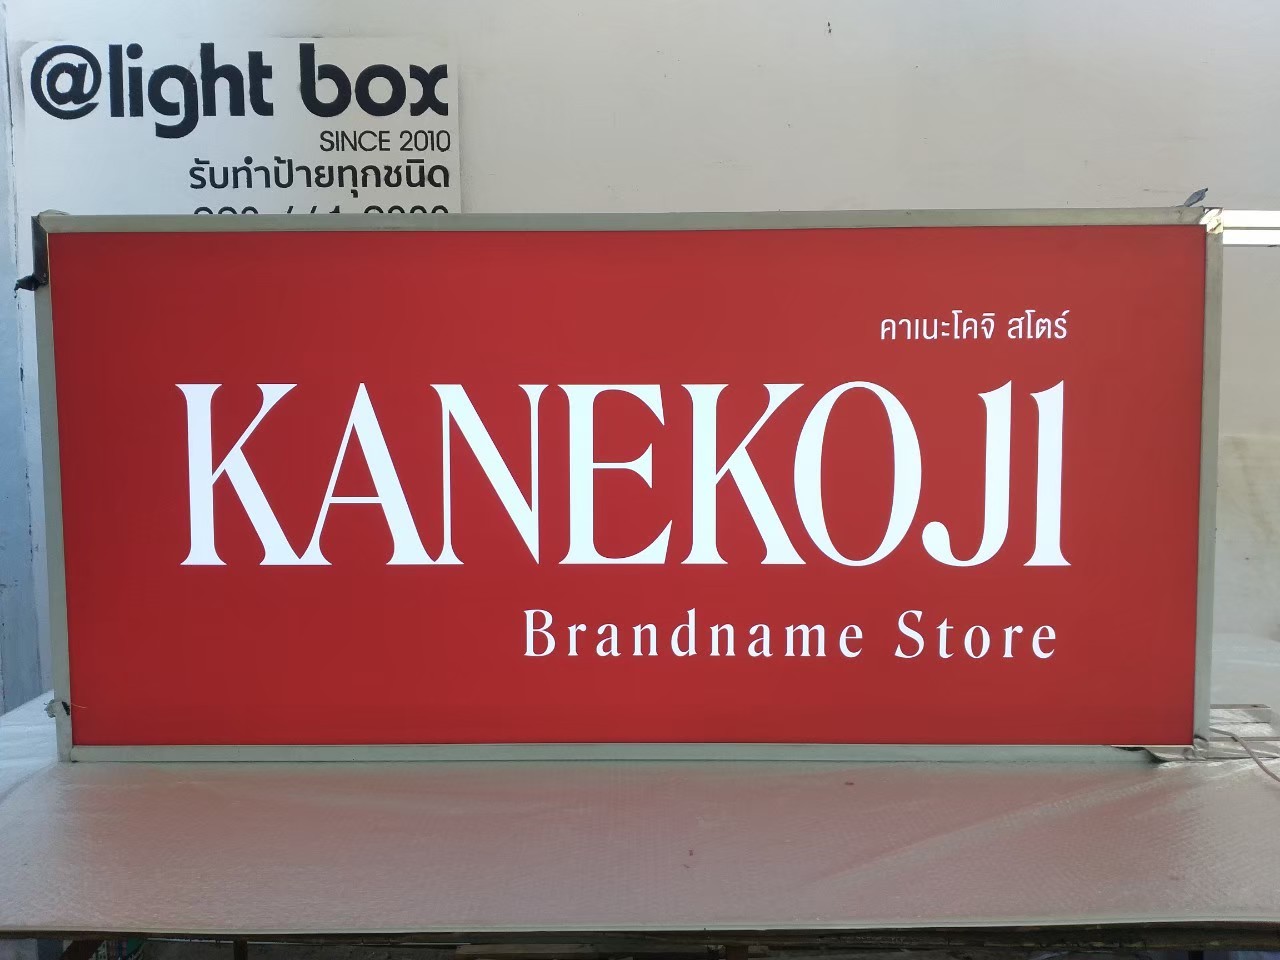 @light box
SINCE 2010
รับทำป้ายทุกชนิด
คาเนะโคจิ สโตร์
KANEKOJI
Brandname Store